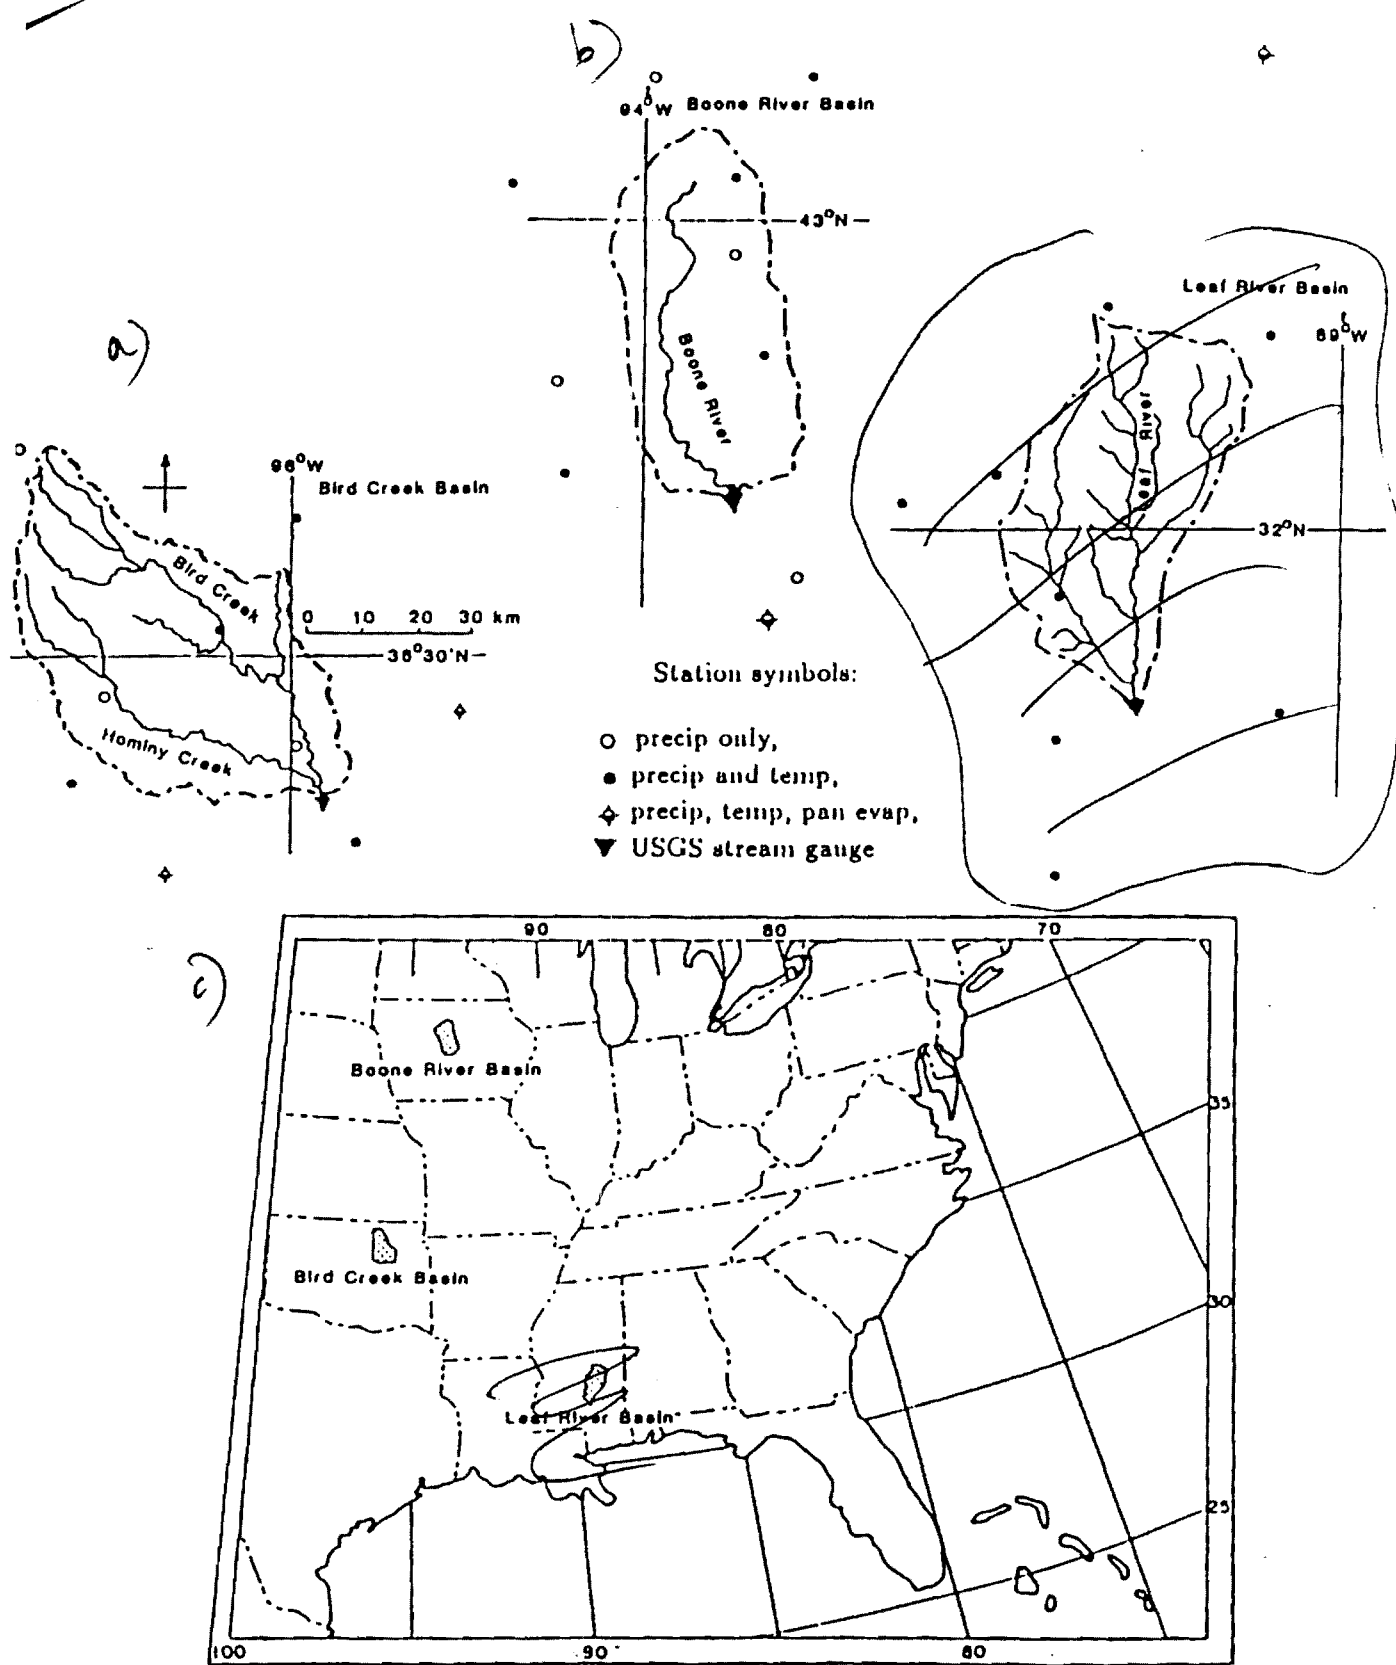 b)
94°W Boone River Basin
43°N
Boone River
Leaf River Basin
89°W
Leaf River
32°N
a)
96°W
Bird Creek Basin
Bird Creek
0 10 20 30 km
36°30'N
Hominy Creek
Station symbols:
precip only,
precip and temp,
precip, temp, pan evap,
USGS stream gauge
c)
90 80 70
Boone River Basin
35
Bird Creek Basin
30
Leaf River Basin
25
100 90 80